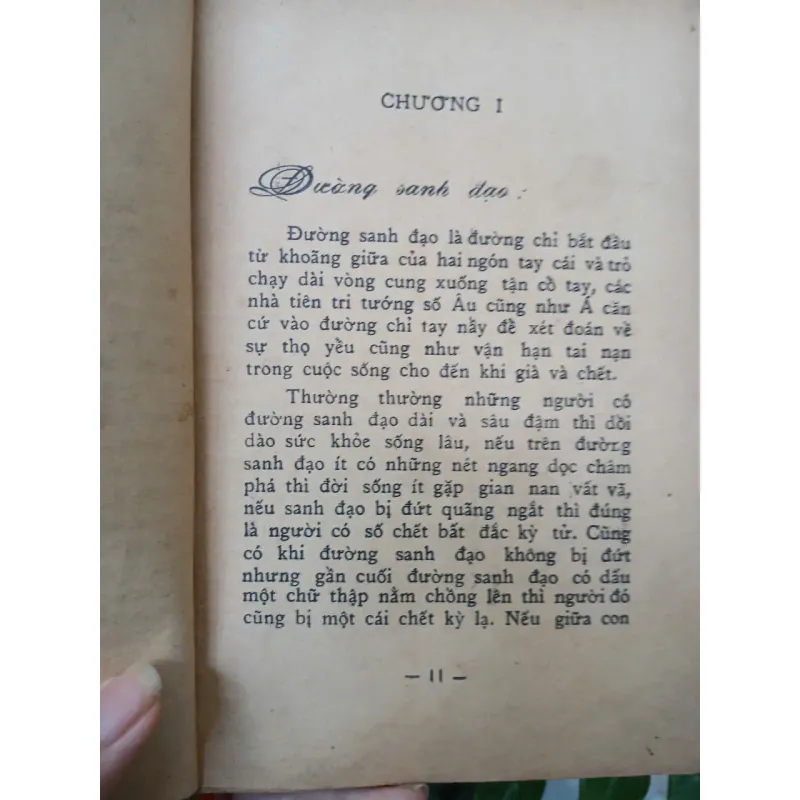 CHƯƠNG I
Đường sanh đạo :
Đường sanh đạo là đường chỉ bắt đầu
từ khoãng giữa của hai ngón tay cái và trỏ
chạy dài vòng cung xuống tận cổ tay, các
nhà tiên tri tướng số Âu cũng như Á căn
cứ vào đường chỉ tay nầy để xét đoán về
sự thọ yểu cũng như vận hạn tai nạn
trong cuộc sống cho đến khi già và chết.
Thường thường những người có
đường sanh đạo dài và sâu đậm thì dồi
dào sức khỏe sống lâu, nếu trên đường
sanh đạo ít có những nét ngang dọc châm
phá thì đời sống ít gặp gian nan vất vã,
nếu sanh đạo bị đứt quãng ngắt thì đúng
là người có số chết bất đắc kỳ tử. Cũng
có khi đường sanh đạo không bị đứt
nhưng gần cuối đường sanh đạo có dấu
một chữ thập nằm chồng lên thì người đó
cũng bị một cái chết kỳ lạ. Nếu giữa con
— 11 —